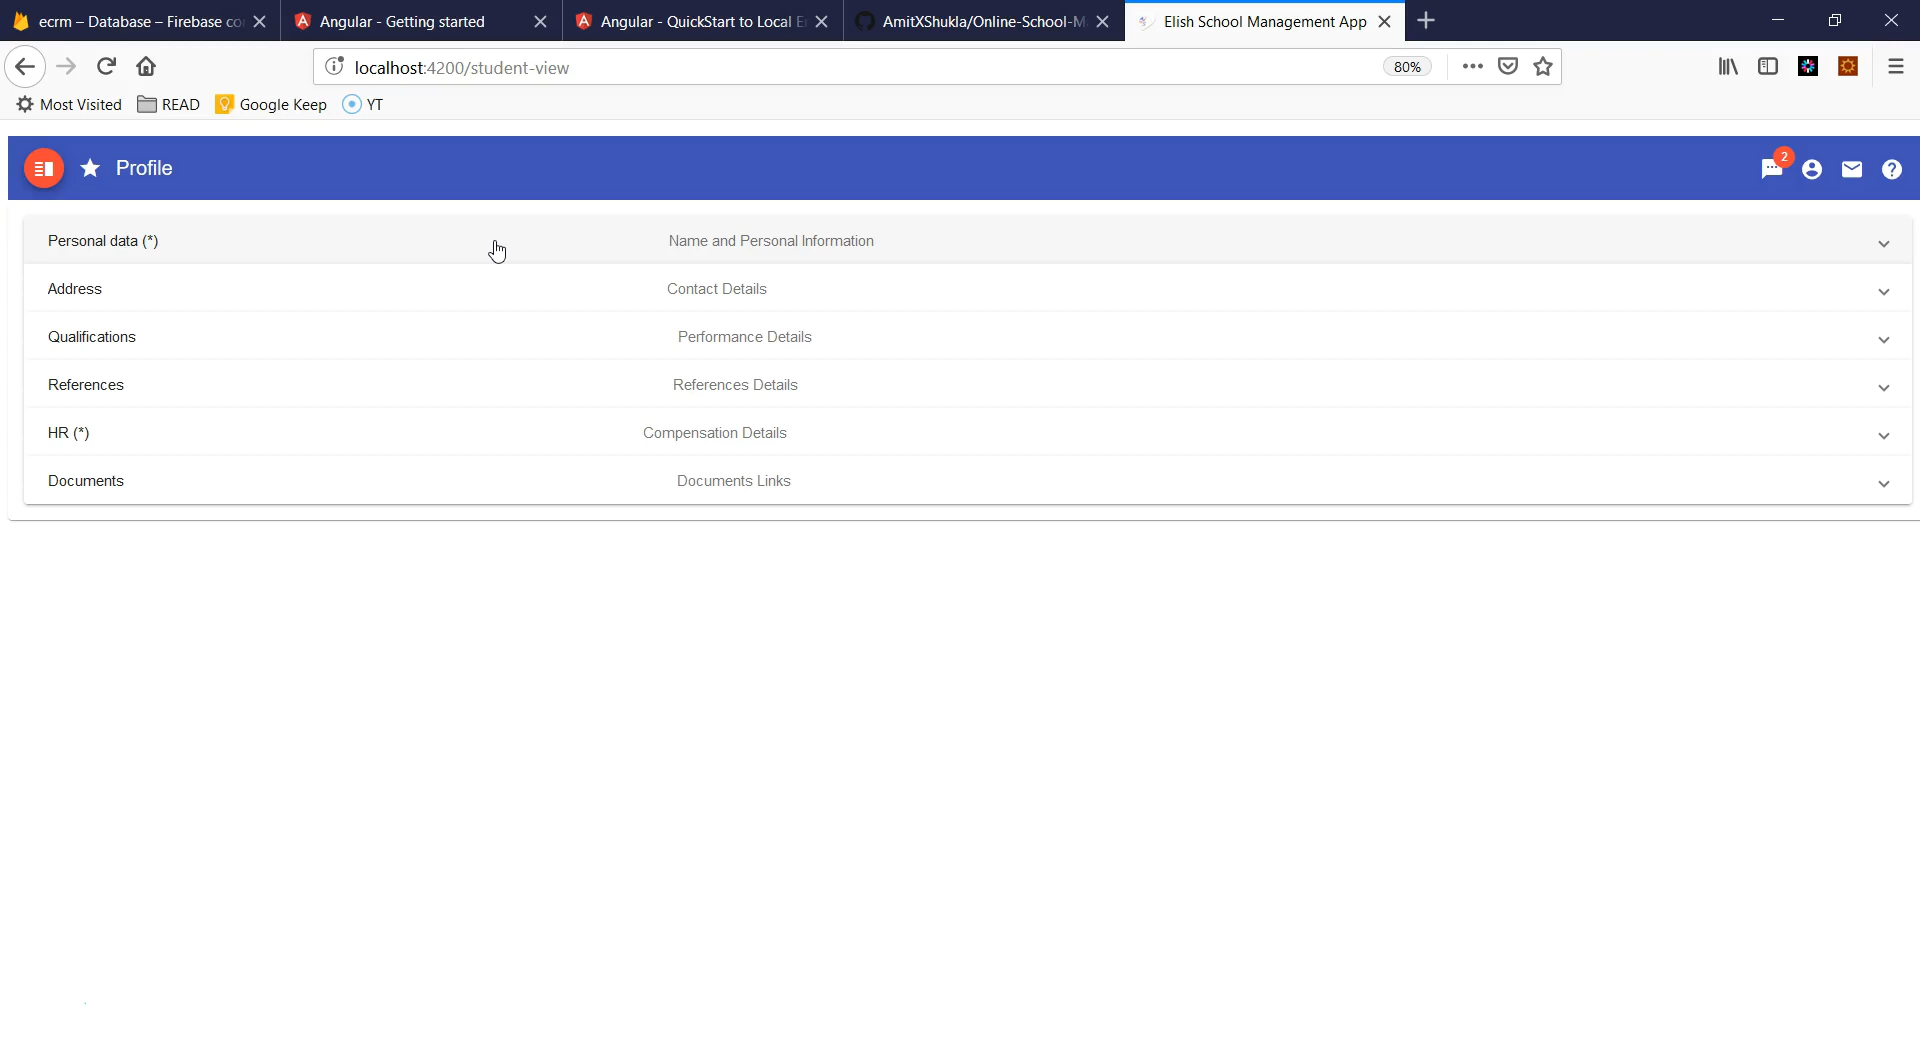 ecrm – Database – Firebase co
Angular - Getting started
Angular - QuickStart to Local E
AmitXShukla/Online-School-M
Elish School Management App
localhost:4200/student-view
80%
Most Visited
READ
Google Keep
YT
Profile
2
Personal data (*)
Name and Personal Information
Address
Contact Details
Qualifications
Performance Details
References
References Details
HR (*)
Compensation Details
Documents
Documents Links